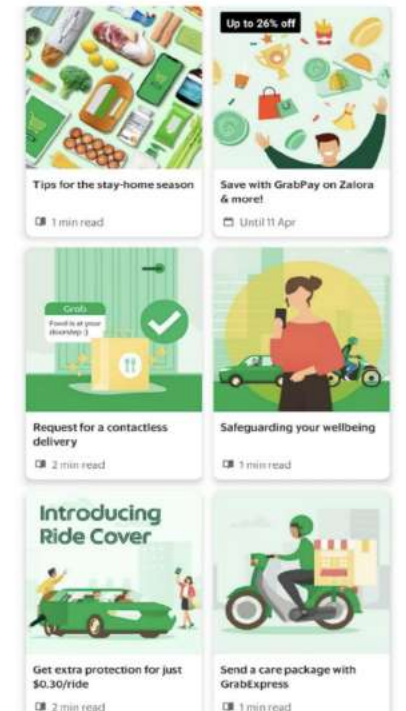 Up to 26% off
Tips for the stay-home season
1 min read
Save with GrabPay on Zalora
& more!
Until 11 Apr
Grab
Food is at your
doorstep :)
Request for a contactless
delivery
2 min read
Safeguarding your wellbeing
1 min read
Introducing
Ride Cover
Get extra protection for just
$0.30/ride
2 min read
Send a care package with
GrabExpress
1 min read